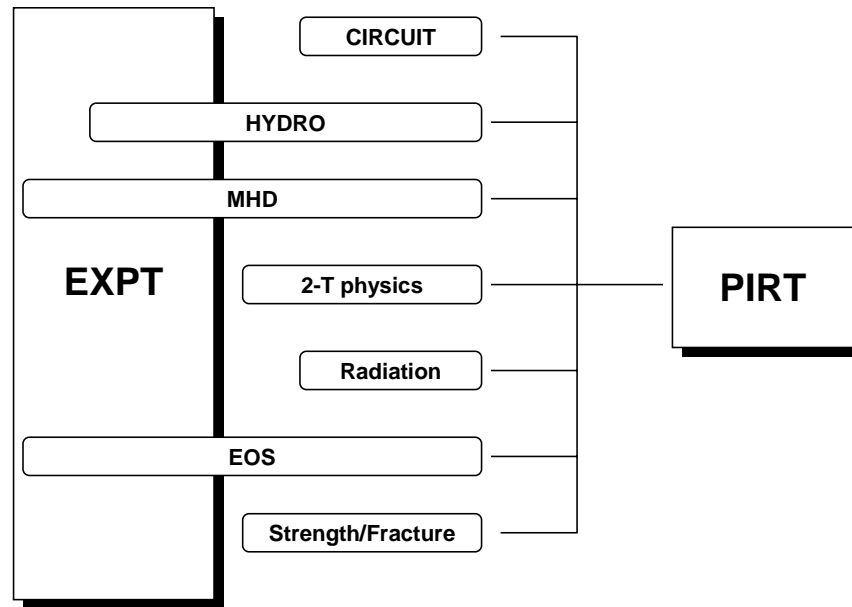 CIRCUIT
HYDRO
MHD
EXPT
2-T physics
PIRT
Radiation
EOS
Strength/Fracture